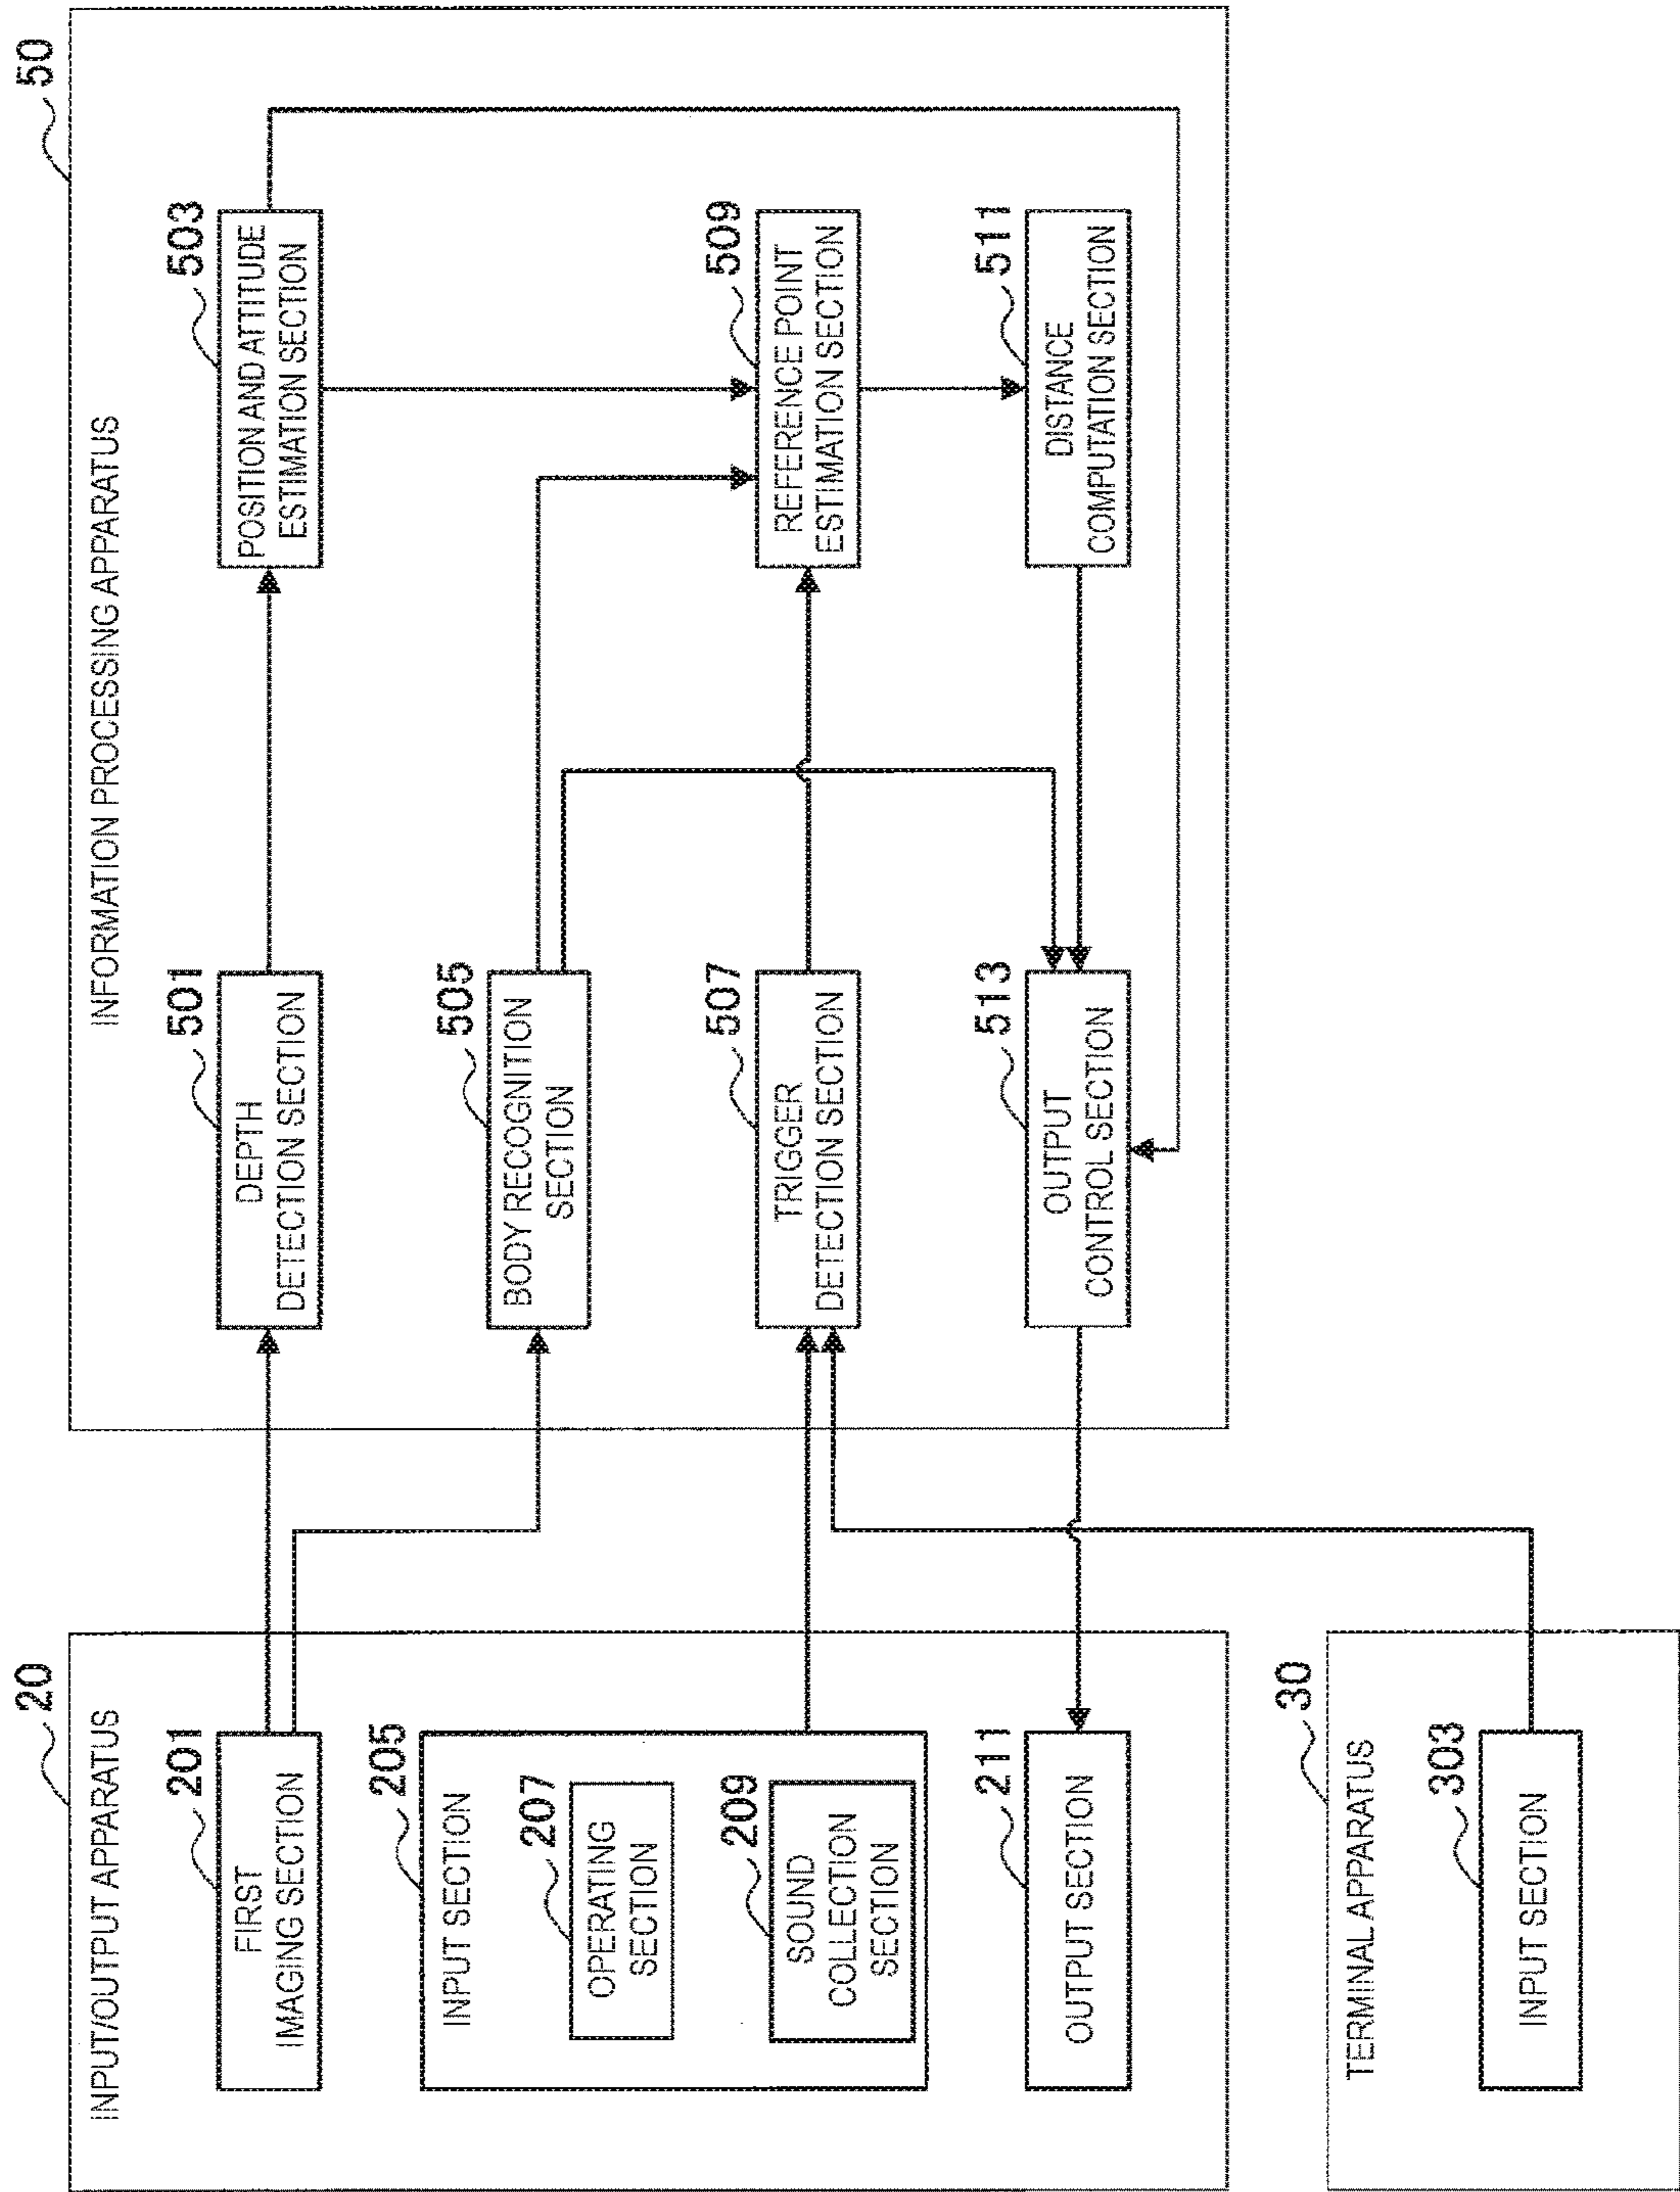 20
INPUT/OUTPUT APPARATUS
201
FIRST
IMAGING SECTION
205
INPUT SECTION
207
OPERATING
SECTION
209
SOUND
COLLECTION
SECTION
211
OUTPUT SECTION
30
TERMINAL APPARATUS
303
INPUT SECTION
50
INFORMATION PROCESSING APPARATUS
501
DEPTH
DETECTION SECTION
503
POSITION AND ATTITUDE
ESTIMATION SECTION
505
BODY RECOGNITION
SECTION
507
TRIGGER
DETECTION SECTION
509
REFERENCE POINT
ESTIMATION SECTION
513
OUTPUT
CONTROL SECTION
511
DISTANCE
COMPUTATION SECTION